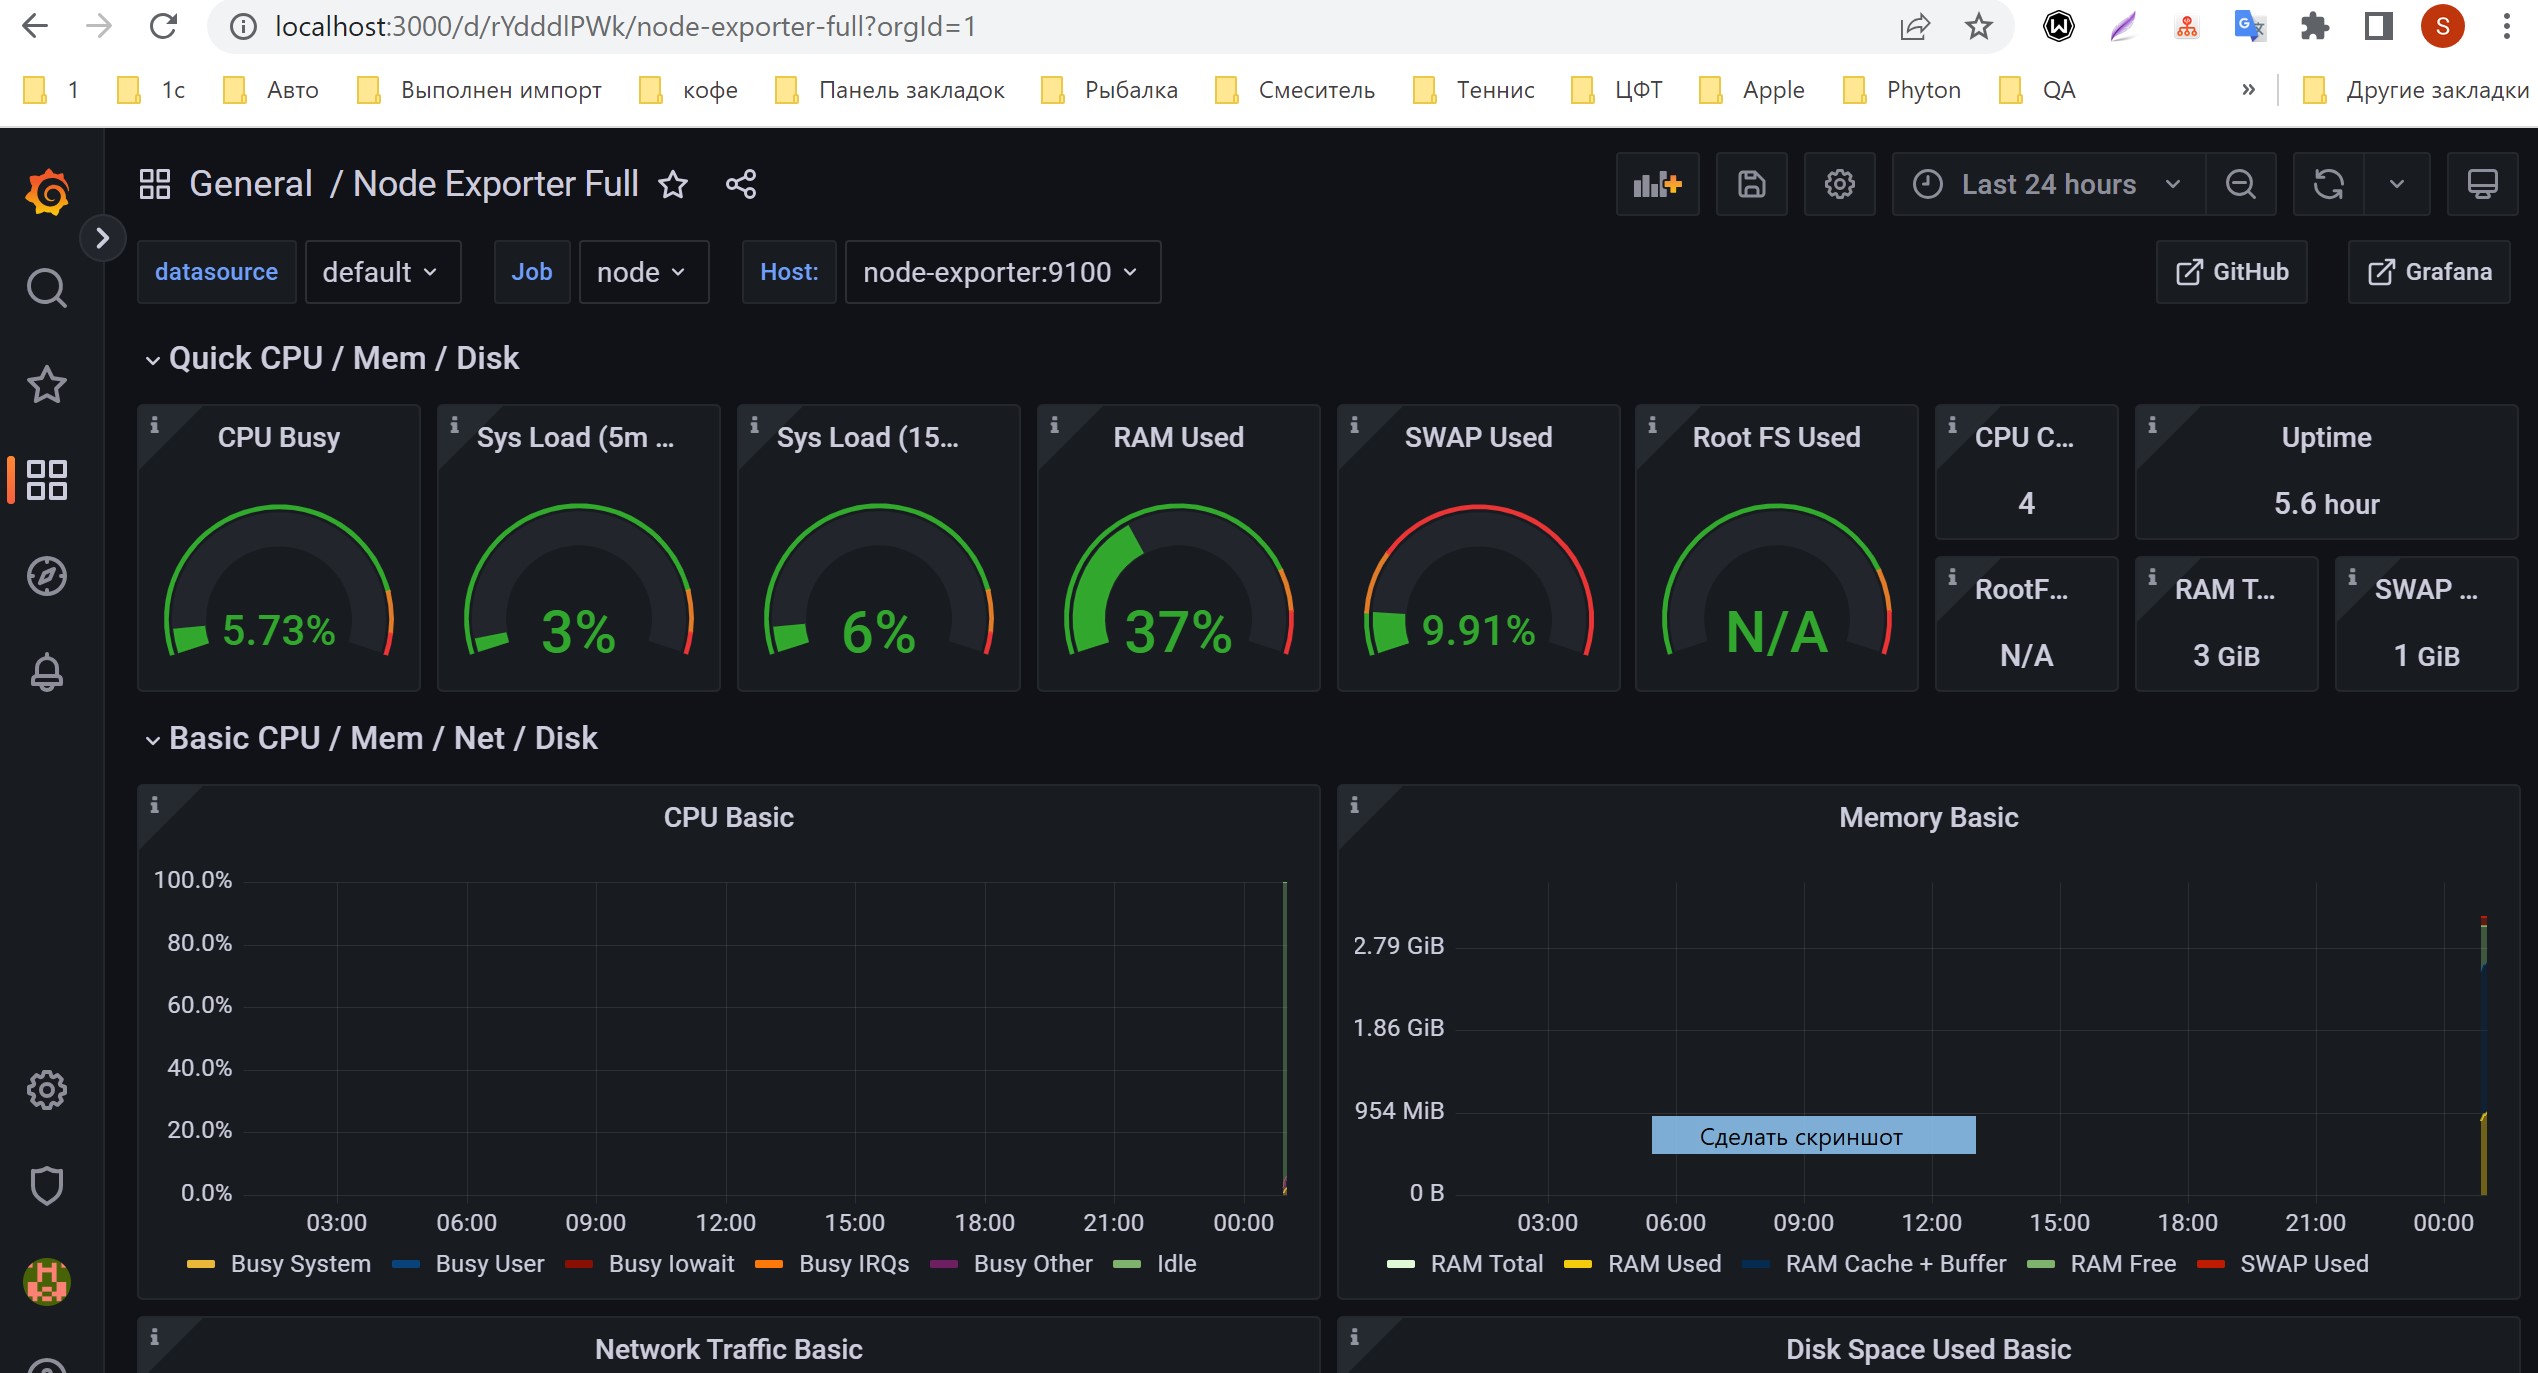 localhost:3000/d/rYdddlPWk/node-exporter-full?orgId=1
S
1 1c Авто Выполнен импорт кофе Панель закладок Рыбалка Смеситель Теннис ЦФТ Apple Phyton QA » Другие закладки
General / Node Exporter Full
Last 24 hours
datasource default Job node Host: node-exporter:9100 GitHub Grafana
Quick CPU / Mem / Disk
CPU Busy
5.73%
Sys Load (5m ...
3%
Sys Load (15...
6%
RAM Used
37%
SWAP Used
9.91%
Root FS Used
N/A
CPU C...
4
Uptime
5.6 hour
RootF...
N/A
RAM T...
3 GiB
SWAP ...
1 GiB
Basic CPU / Mem / Net / Disk
CPU Basic
100.0%
80.0%
60.0%
40.0%
20.0%
0.0%
03:00 06:00 09:00 12:00 15:00 18:00 21:00 00:00
Busy System Busy User Busy Iowait Busy IRQs Busy Other Idle
Memory Basic
2.79 GiB
1.86 GiB
954 MiB
Сделать скриншот
0 B
03:00 06:00 09:00 12:00 15:00 18:00 21:00 00:00
RAM Total RAM Used RAM Cache + Buffer RAM Free SWAP Used
Network Traffic Basic
Disk Space Used Basic